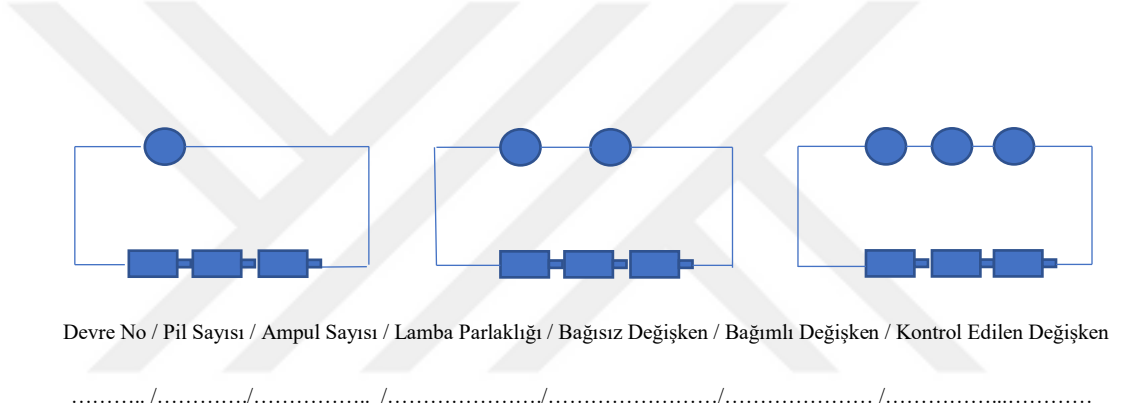 Devre No / Pil Sayısı / Ampul Sayısı / Lamba Parlaklığı / Bağısız Değişken / Bağımlı Değişken / Kontrol Edilen Değişken
……….. /…………./…………….. /…………………./……………………/………………… /……………..…………